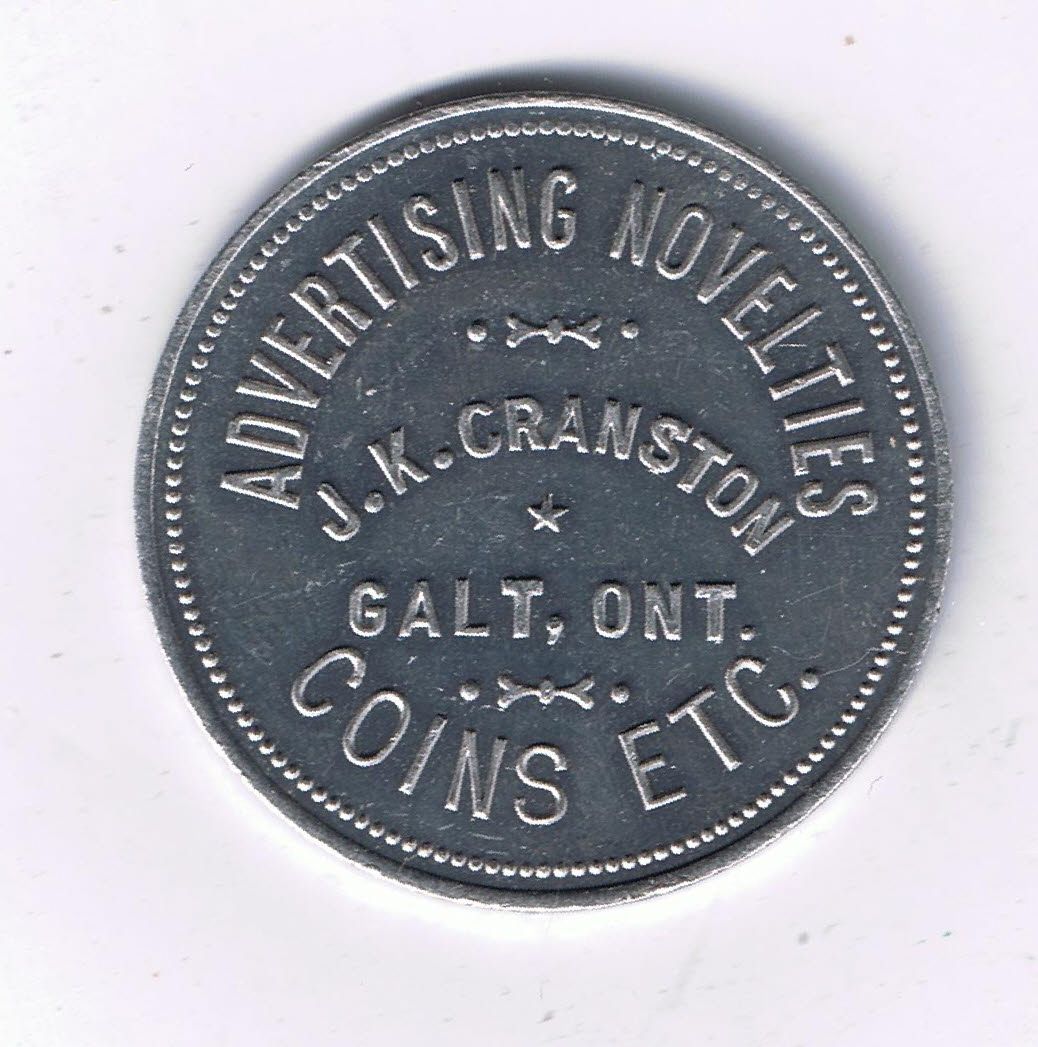 ADVERTISING NOVELTIES
J.K. CRANSTON
GALT, ONT.
COINS ETC.